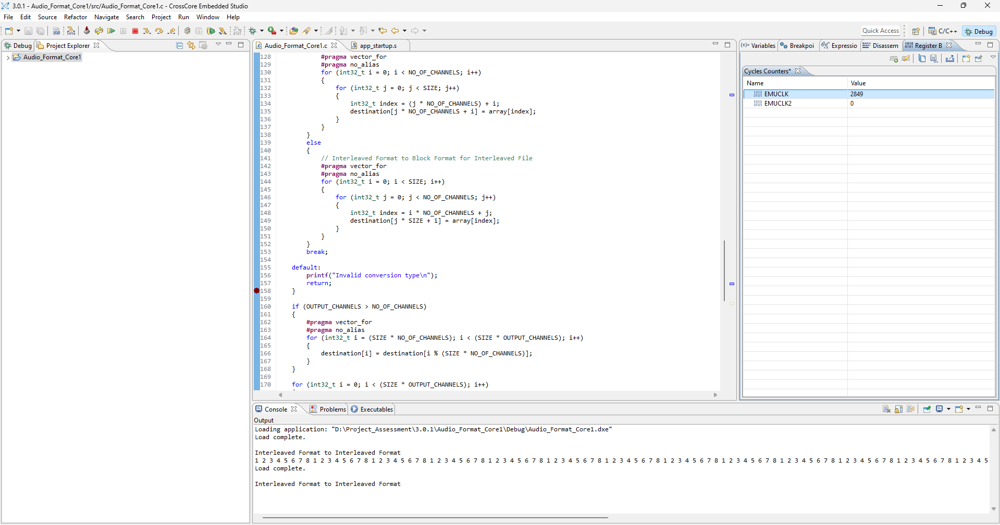 3.0.1 - Audio_Format_Core1/src/Audio_Format_Core1.c - CrossCore Embedded Studio
File Edit Source Refactor Navigate Search Project Run Window Help
Quick Access C/C++ Debug
Debug Project Explorer
Audio_Format_Core1
Audio_Format_Core1.c app_startup.s
128 #pragma vector_for
129 #pragma no_alias
130 for (int32_t i = 0; i < NO_OF_CHANNELS; i++)
131 {
132 for (int32_t j = 0; j < SIZE; j++)
133 {
134 int32_t index = (j * NO_OF_CHANNELS) + i;
135 destination[j * NO_OF_CHANNELS + i] = array[index];
136 }
137 }
138 }
139 else
140 {
141 // Interleaved Format to Block Format for Interleaved File
142 #pragma vector_for
143 #pragma no_alias
144 for (int32_t i = 0; i < SIZE; i++)
145 {
146 for (int32_t j = 0; j < NO_OF_CHANNELS; j++)
147 {
148 int32_t index = i * NO_OF_CHANNELS + j;
149 destination[j * SIZE + i] = array[index];
150 }
151 }
152 }
153 break;
154
155 default:
156 printf("Invalid conversion type\n");
157 return;
158 }
159
160 if (OUTPUT_CHANNELS > NO_OF_CHANNELS)
161 {
162 #pragma vector_for
163 #pragma no_alias
164 for (int32_t i = (SIZE * NO_OF_CHANNELS); i < (SIZE * OUTPUT_CHANNELS); i++)
165 {
166 destination[i] = destination[i % (SIZE * NO_OF_CHANNELS)];
167 }
168 }
169
170 for (int32_t i = 0; i < (SIZE * OUTPUT_CHANNELS); i++)
(x)= Variables Breakpoi Expressio Disassem Register B
Cycles Counters*
Name Value
EMUCLK 2849
EMUCLK2 0
Console Problems Executables
Output
Loading application: "D:\Project_Assessment\3.0.1\Audio_Format_Core1\Debug\Audio_Format_Core1.dxe"
Load complete.
Interleaved Format to Interleaved Format
1 2 3 4 5 6 7 8 1 2 3 4 5 6 7 8 1 2 3 4 5 6 7 8 1 2 3 4 5 6 7 8 1 2 3 4 5 6 7 8 1 2 3 4 5 6 7 8 1 2 3 4 5 6 7 8 1 2 3 4 5 6 7 8 1 2 3 4 5 6 7 8 1 2 3 4 5 6 7 8 1 2 3 4 5 6 7 8 1 2 3 4 5 6 7 8 1 2 3 4 5
Load complete.
Interleaved Format to Interleaved Format